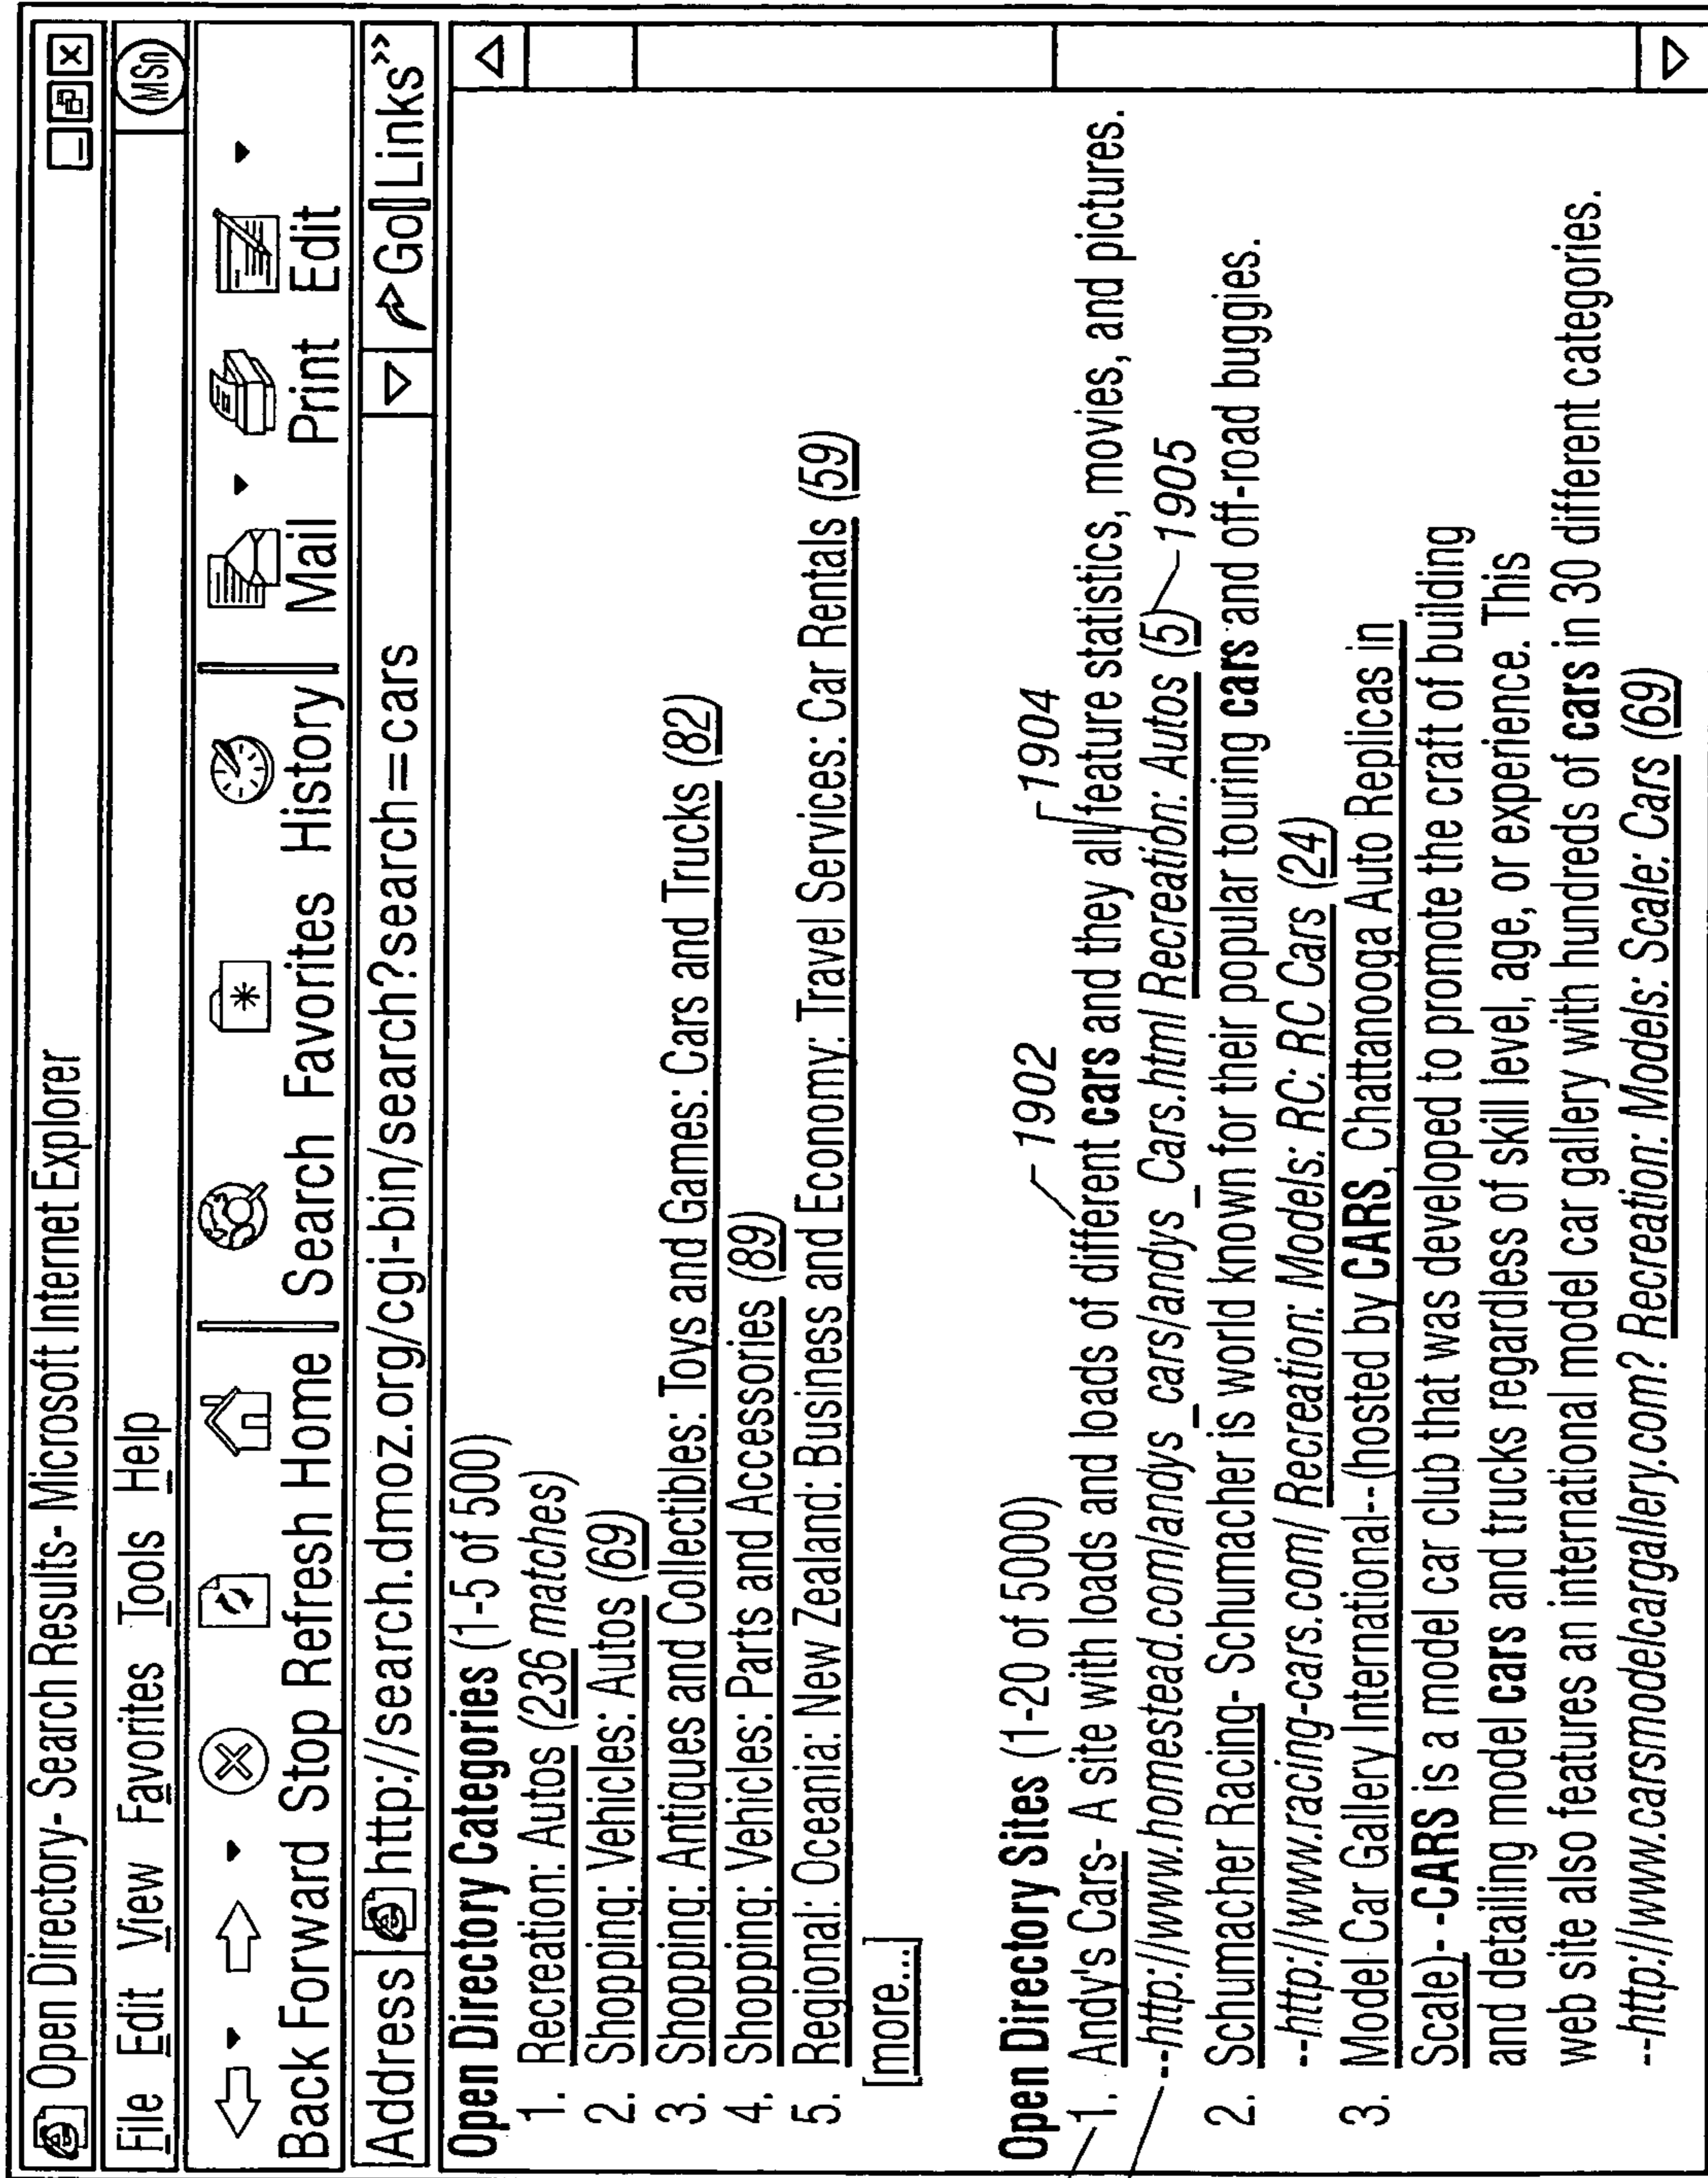 Open Directory- Search Results- Microsoft Internet Explorer
File Edit View Favorites Tools Help
MSn
Back Forward Stop Refresh Home Search Favorites History Mail Print Edit
Address http://search.dmoz.org/cgi-bin/search?search=cars Go Links »
Open Directory Categories (1-5 of 500)
1. Recreation: Autos (236 matches)
2. Shopping: Vehicles: Autos (69)
3. Shopping: Antiques and Collectibles: Toys and Games: Cars and Trucks (82)
4. Shopping: Vehicles: Parts and Accessories (89)
5. Regional: Oceania: New Zealand: Business and Economy: Travel Services: Car Rentals (59)
[more...]
1902
1904
Open Directory Sites (1-20 of 5000)
1. Andy's Cars- A site with loads and loads of different cars and they all feature statistics, movies, and pictures.
--http://www.homestead.com/andys_cars/andys_Cars.html Recreation: Autos (5) 1905
2. Schumacher Racing- Schumacher is world known for their popular touring cars and off-road buggies.
--http://www.racing-cars.com/ Recreation: Models: RC: RC Cars (24)
3. Model Car Gallery International--(hosted by CARS, Chattanooga Auto Replicas in
Scale)- -CARS is a model car club that was developed to promote the craft of building
and detailing model cars and trucks regardless of skill level, age, or experience. This
web site also features an international model car gallery with hundreds of cars in 30 different categories.
--http://www.carsmodelcargallery.com? Recreation: Models: Scale: Cars (69)